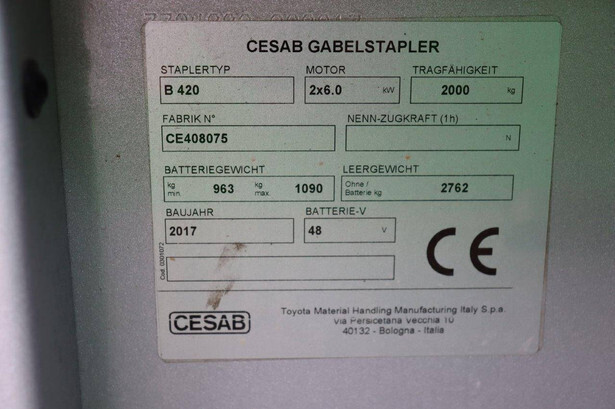 CESAB GABELSTAPLER
STAPLERTYP MOTOR TRAGFÄHIGKEIT
B 420 2x6.0 kW 2000 kg
FABRIK N° NENN-ZUGKRAFT (1h)
CE408075 N
BATTERIEGEWICHT LEERGEWICHT
kg min. 963 kg max. 1090 Ohne / Batterie kg 2762
BAUJAHR BATTERIE-V
2017 48 V
CE
Cod. 0001072
CESAB
Toyota Material Handling Manufacturing Italy S.p.a.
via Persicetana vecchia 10
40132 - Bologna - Italia